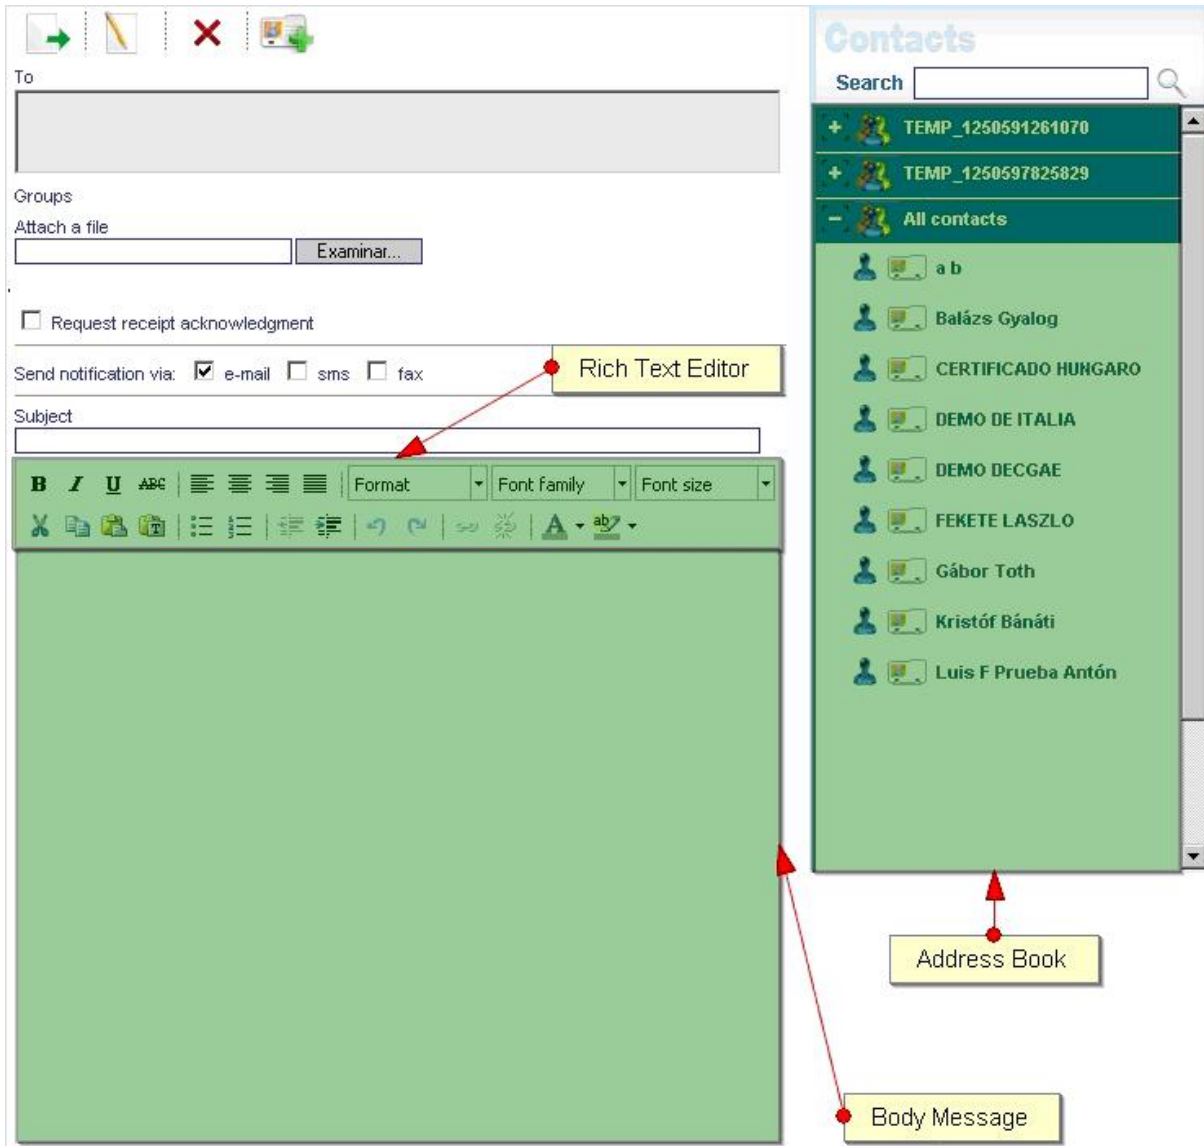 To
Groups
Attach a file
Examinar...
Request receipt acknowledgment
Send notification via: e-mail sms fax
Rich Text Editor
Subject
B I U ABC Format Font family Font size
T A ab
Body Message
Contacts
Search
TEMP_1250591261070
TEMP_1250597825829
All contacts
a b
Balázs Gyalog
CERTIFICADO HUNGARO
DEMO DE ITALIA
DEMO DECGAE
FEKETE LASZLO
Gábor Toth
Kristóf Bánáti
Luis F Prueba Antón
Address Book